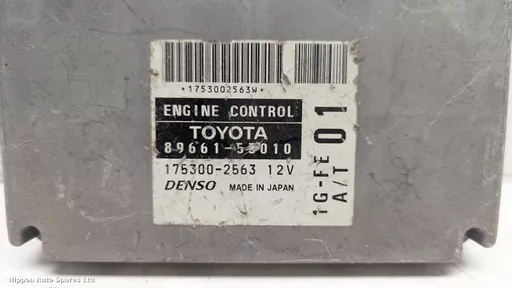 *1753002563W*
ENGINE CONTROL
TOYOTA
89661-53010
175300-2563 12V
DENSO MADE IN JAPAN
1G-FE 01
A/T
Nippon Auto Spares Ltd